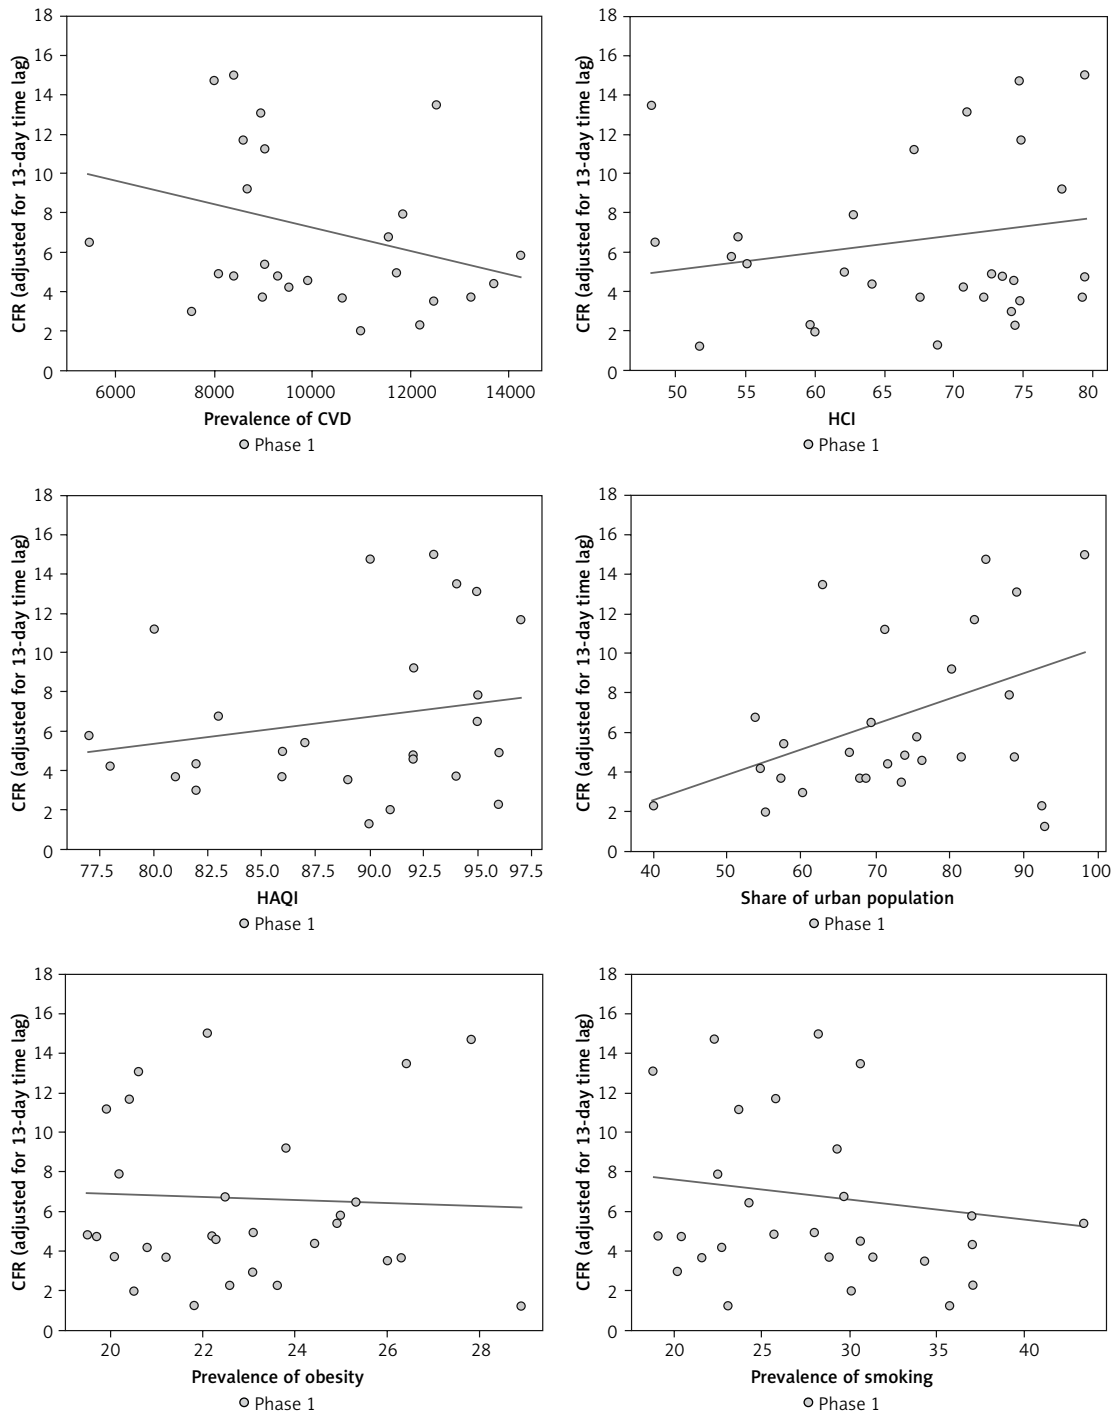 CFR (adjusted for 13-day time lag)
18
16
14
12
10
8
6
4
2
0
6000 8000 10000 12000 14000
Prevalence of CVD
Phase 1
CFR (adjusted for 13-day time lag)
18
16
14
12
10
8
6
4
2
0
50 55 60 65 70 75 80
HCI
Phase 1
CFR (adjusted for 13-day time lag)
18
16
14
12
10
8
6
4
2
0
77.5 80.0 82.5 85.0 87.5 90.0 92.5 95.0 97.5
HAQI
Phase 1
CFR (adjusted for 13-day time lag)
18
16
14
12
10
8
6
4
2
0
40 50 60 70 80 90 100
Share of urban population
Phase 1
CFR (adjusted for 13-day time lag)
18
16
14
12
10
8
6
4
2
0
20 22 24 26 28
Prevalence of obesity
Phase 1
CFR (adjusted for 13-day time lag)
18
16
14
12
10
8
6
4
2
0
20 25 30 35 40
Prevalence of smoking
Phase 1